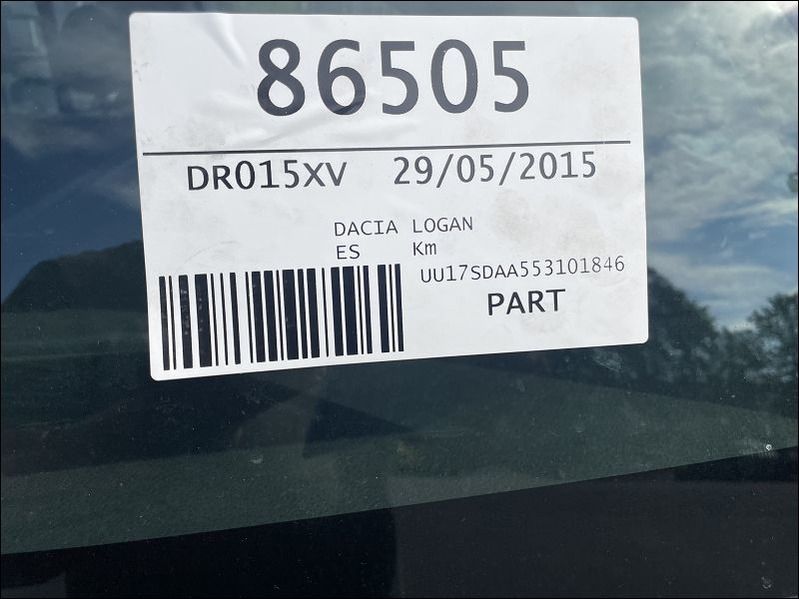 86505
DR015XV 29/05/2015
DACIA LOGAN
ES Km
UU17SDAA553101846
PART